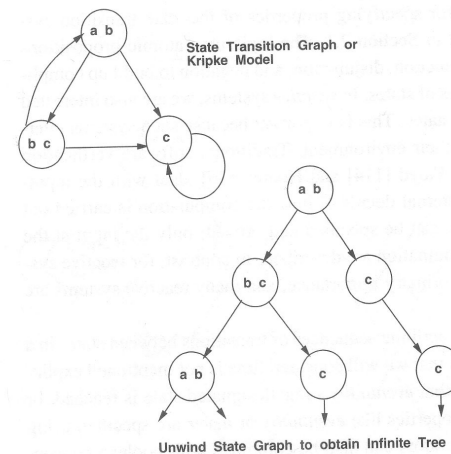 a b
State Transition Graph or
Kripke Model
b c
c
a b
b c
c
a b
c
c
Unwind State Graph to obtain Infinite Tree